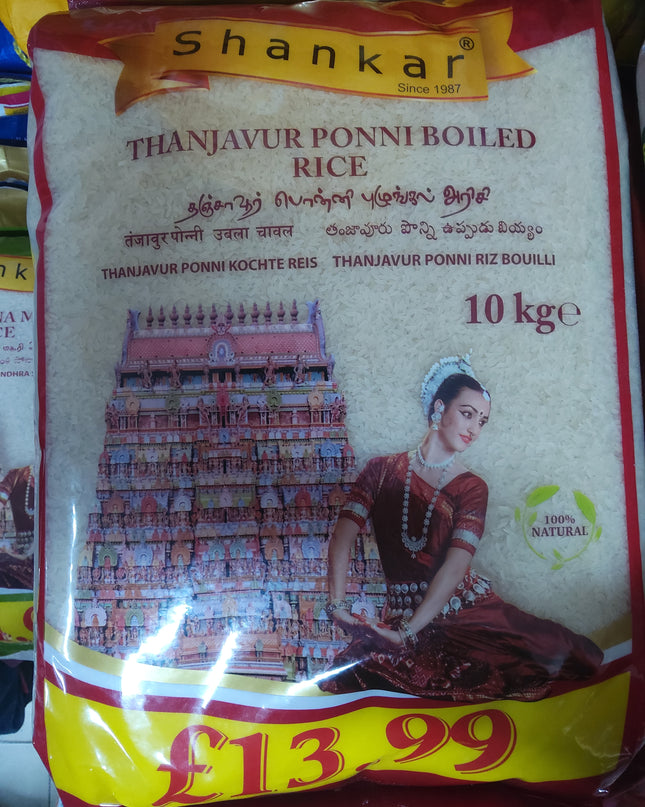 Shankar®
Since 1987
THANJAVUR PONNI BOILED
RICE
தஞ்சாவூர் பொன்னி புழுங்கல் அரிசி
तंजावुर पोन्नी उबला चावल తంజావూరు పొన్ని ఉప్పుడు బియ్యం
THANJAVUR PONNI KOCHTE REIS THANJAVUR PONNI RIZ BOUILLI
10 kg℮
100%
NATURAL
£13.99